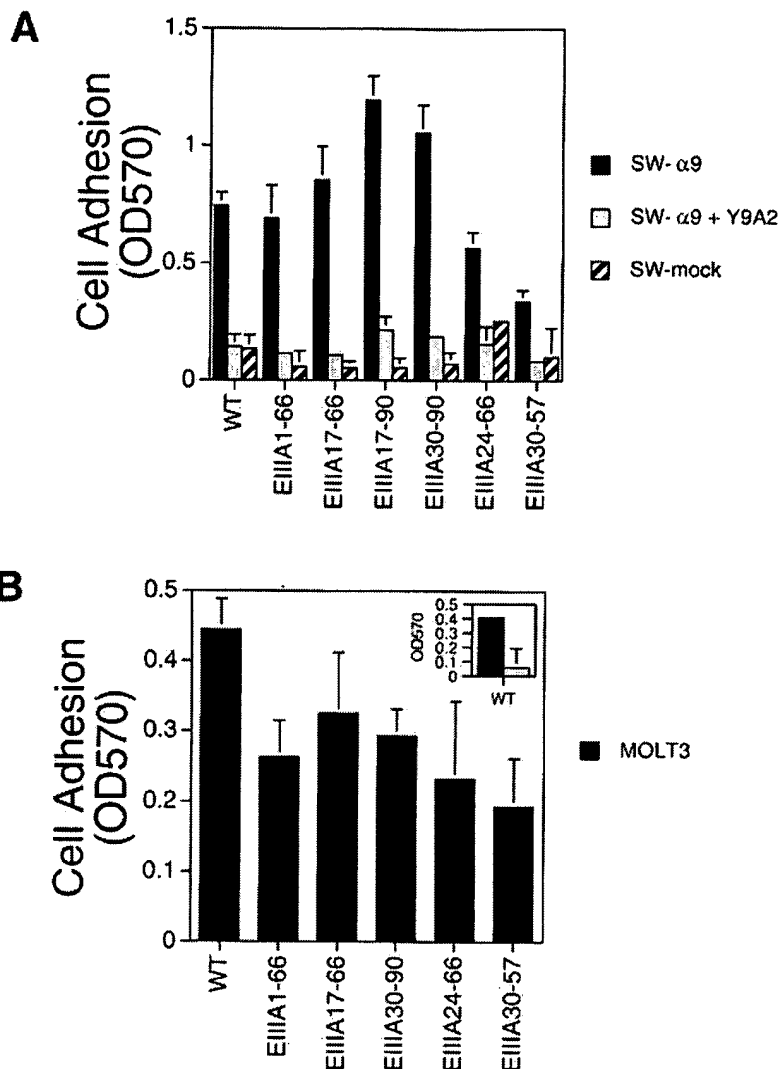 A
Cell Adhesion
(OD570)
1.5
1
0.5
0
WT
EIIIA1-66
EIIIA17-66
EIIIA17-90
EIIIA30-90
EIIIA24-66
EIIIA30-57
SW- α9
SW- α9 + Y9A2
SW-mock
B
Cell Adhesion
(OD570)
0.5
0.4
0.3
0.2
0.1
0
WT
EIIIA1-66
EIIIA17-66
EIIIA30-90
EIIIA24-66
EIIIA30-57
OD570
0.5
0.4
0.3
0.2
0.1
0
WT
MOLT3